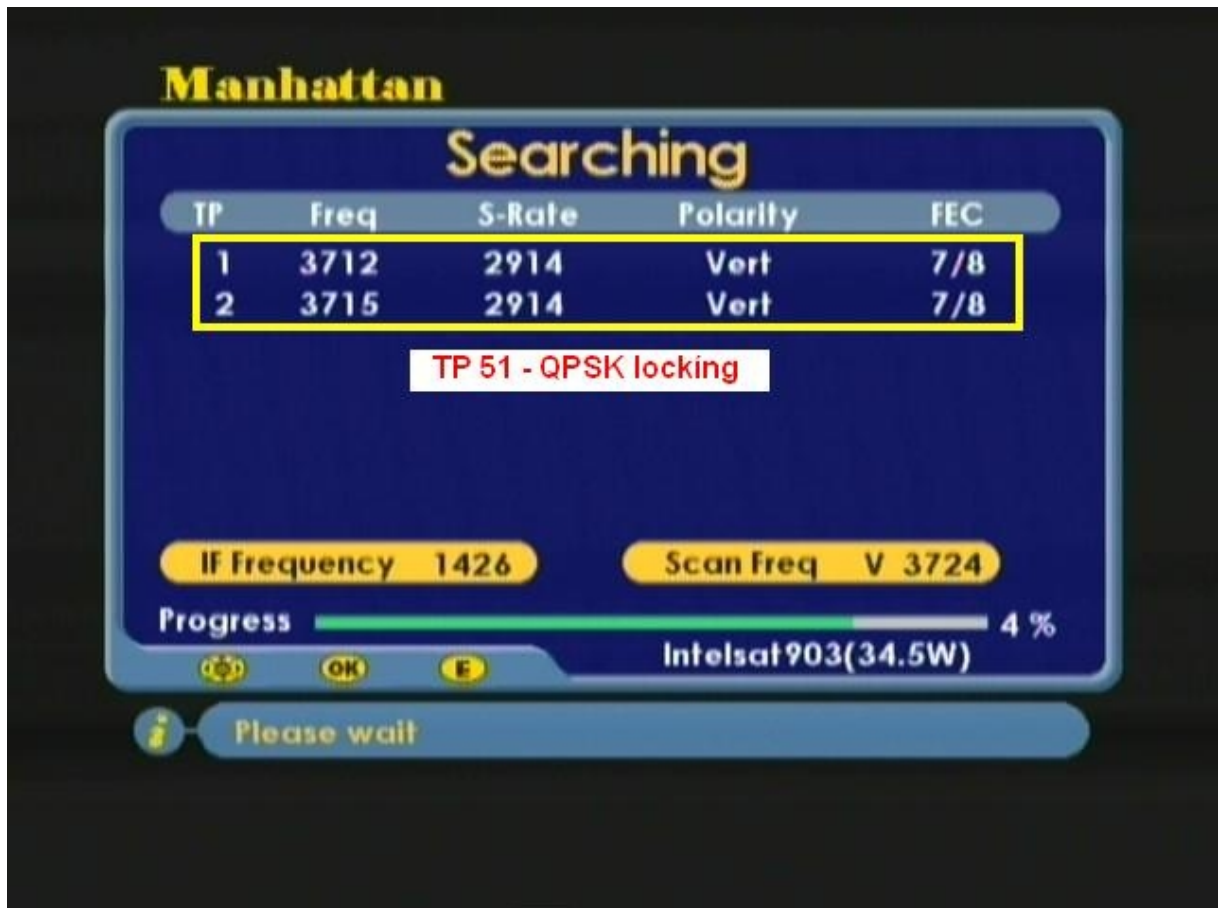 Manhattan
Searching
TP Freq S-Rate Polarity FEC
1 3712 2914 Vert 7/8
2 3715 2914 Vert 7/8
TP 51 - QPSK locking
IF Frequency 1426 Scan Freq V 3724
Progress 4 %
Intelsat903(34.5W)
OK E
i Please wait